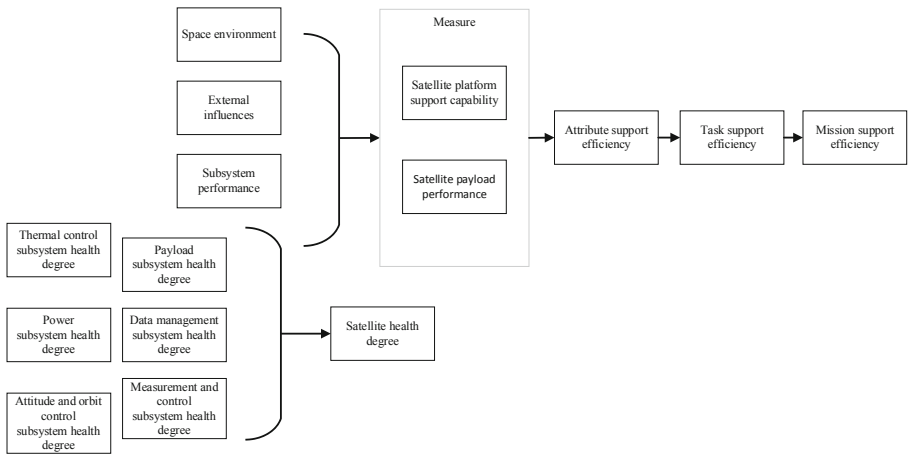 Space environment
External
influences
Subsystem
performance
Measure
Satellite platform
support capability
Satellite payload
performance
Attribute support
efficiency
Task support
efficiency
Mission support
efficiency
Thermal control
subsystem health
degree
Payload
subsystem health
degree
Power
subsystem health
degree
Data management
subsystem health
degree
Attitude and orbit
control
subsystem health
degree
Measurement and
control
subsystem health
degree
Satellite health
degree